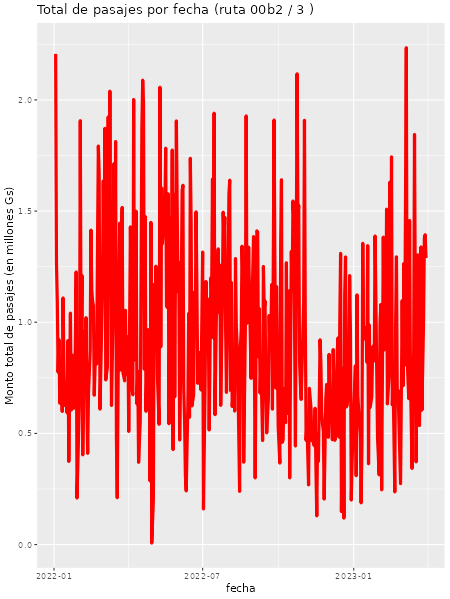 Total de pasajes por fecha (ruta 00b2 / 3 )
Monto total de pasajes (en millones Gs)
2.0
1.5
1.0
0.5
0.0
2022-01
2022-07
2023-01
fecha